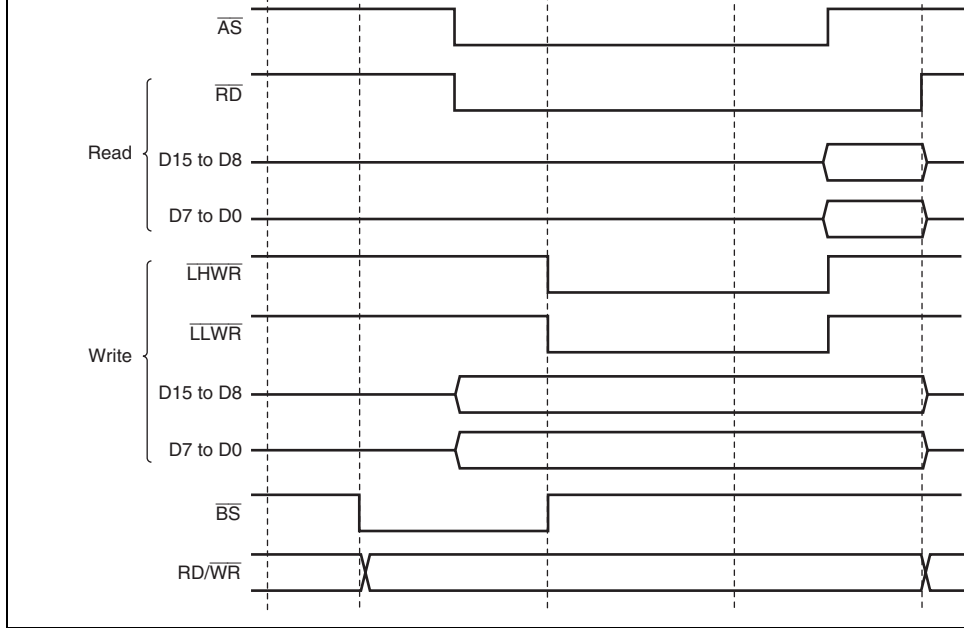 AS
RD
Read
D15 to D8
D7 to D0
LHWR
LLWR
Write
D15 to D8
D7 to D0
BS
RD/WR